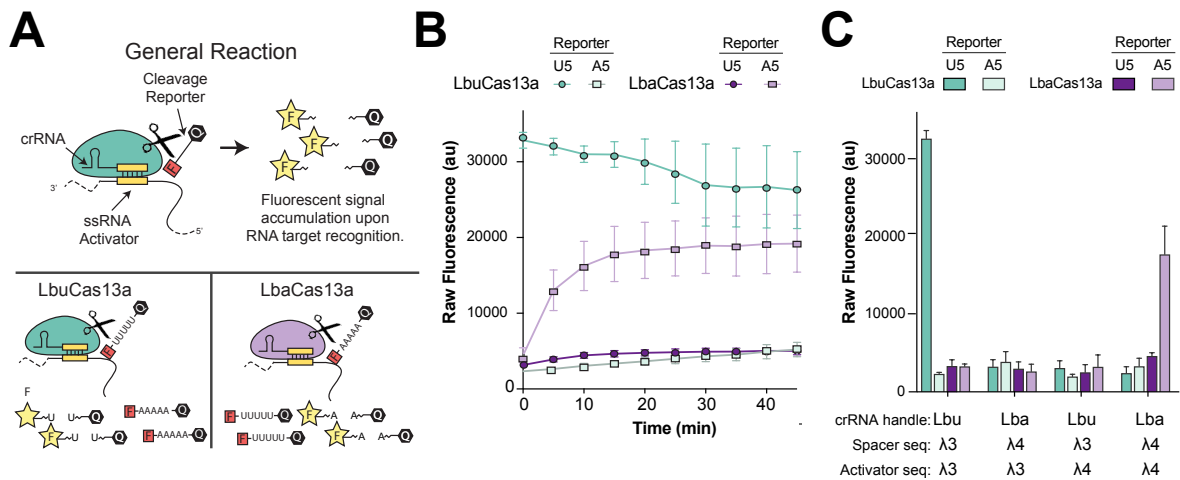 A
General Reaction
Cleavage
Reporter
crRNA
F
Q
3'
5'
ssRNA
Activator
F
Q
F
Q
F
Q
Fluorescent signal
accumulation upon
RNA target recognition.
LbuCas13a
F-UUUUU-Q
F
U U-Q
F-U U-Q
F-AAAAA-Q
F-AAAAA-Q
LbaCas13a
F-AAAAA-Q
F-UUUUU-Q
F-UUUUU-Q
F-A A-Q
F-A A-Q
B
Reporter Reporter
U5 A5 U5 A5
LbuCas13a LbaCas13a
Raw Fluorescence (au)
30000
20000
10000
0
0 10 20 30 40
Time (min)
C
Reporter Reporter
U5 A5 U5 A5
LbuCas13a LbaCas13a
Raw Fluorescence (au)
30000
20000
10000
0
crRNA handle: Lbu Lba Lbu Lba
Spacer seq: λ3 λ4 λ3 λ4
Activator seq: λ3 λ3 λ4 λ4